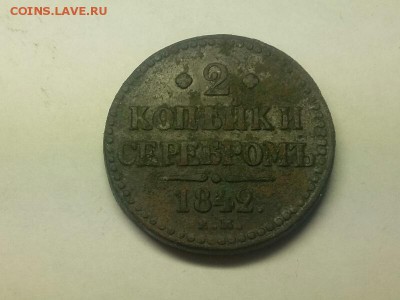 COINS.LAVE.RU
2
КОПѢЙКИ
СЕРЕБРОМЪ
1842.